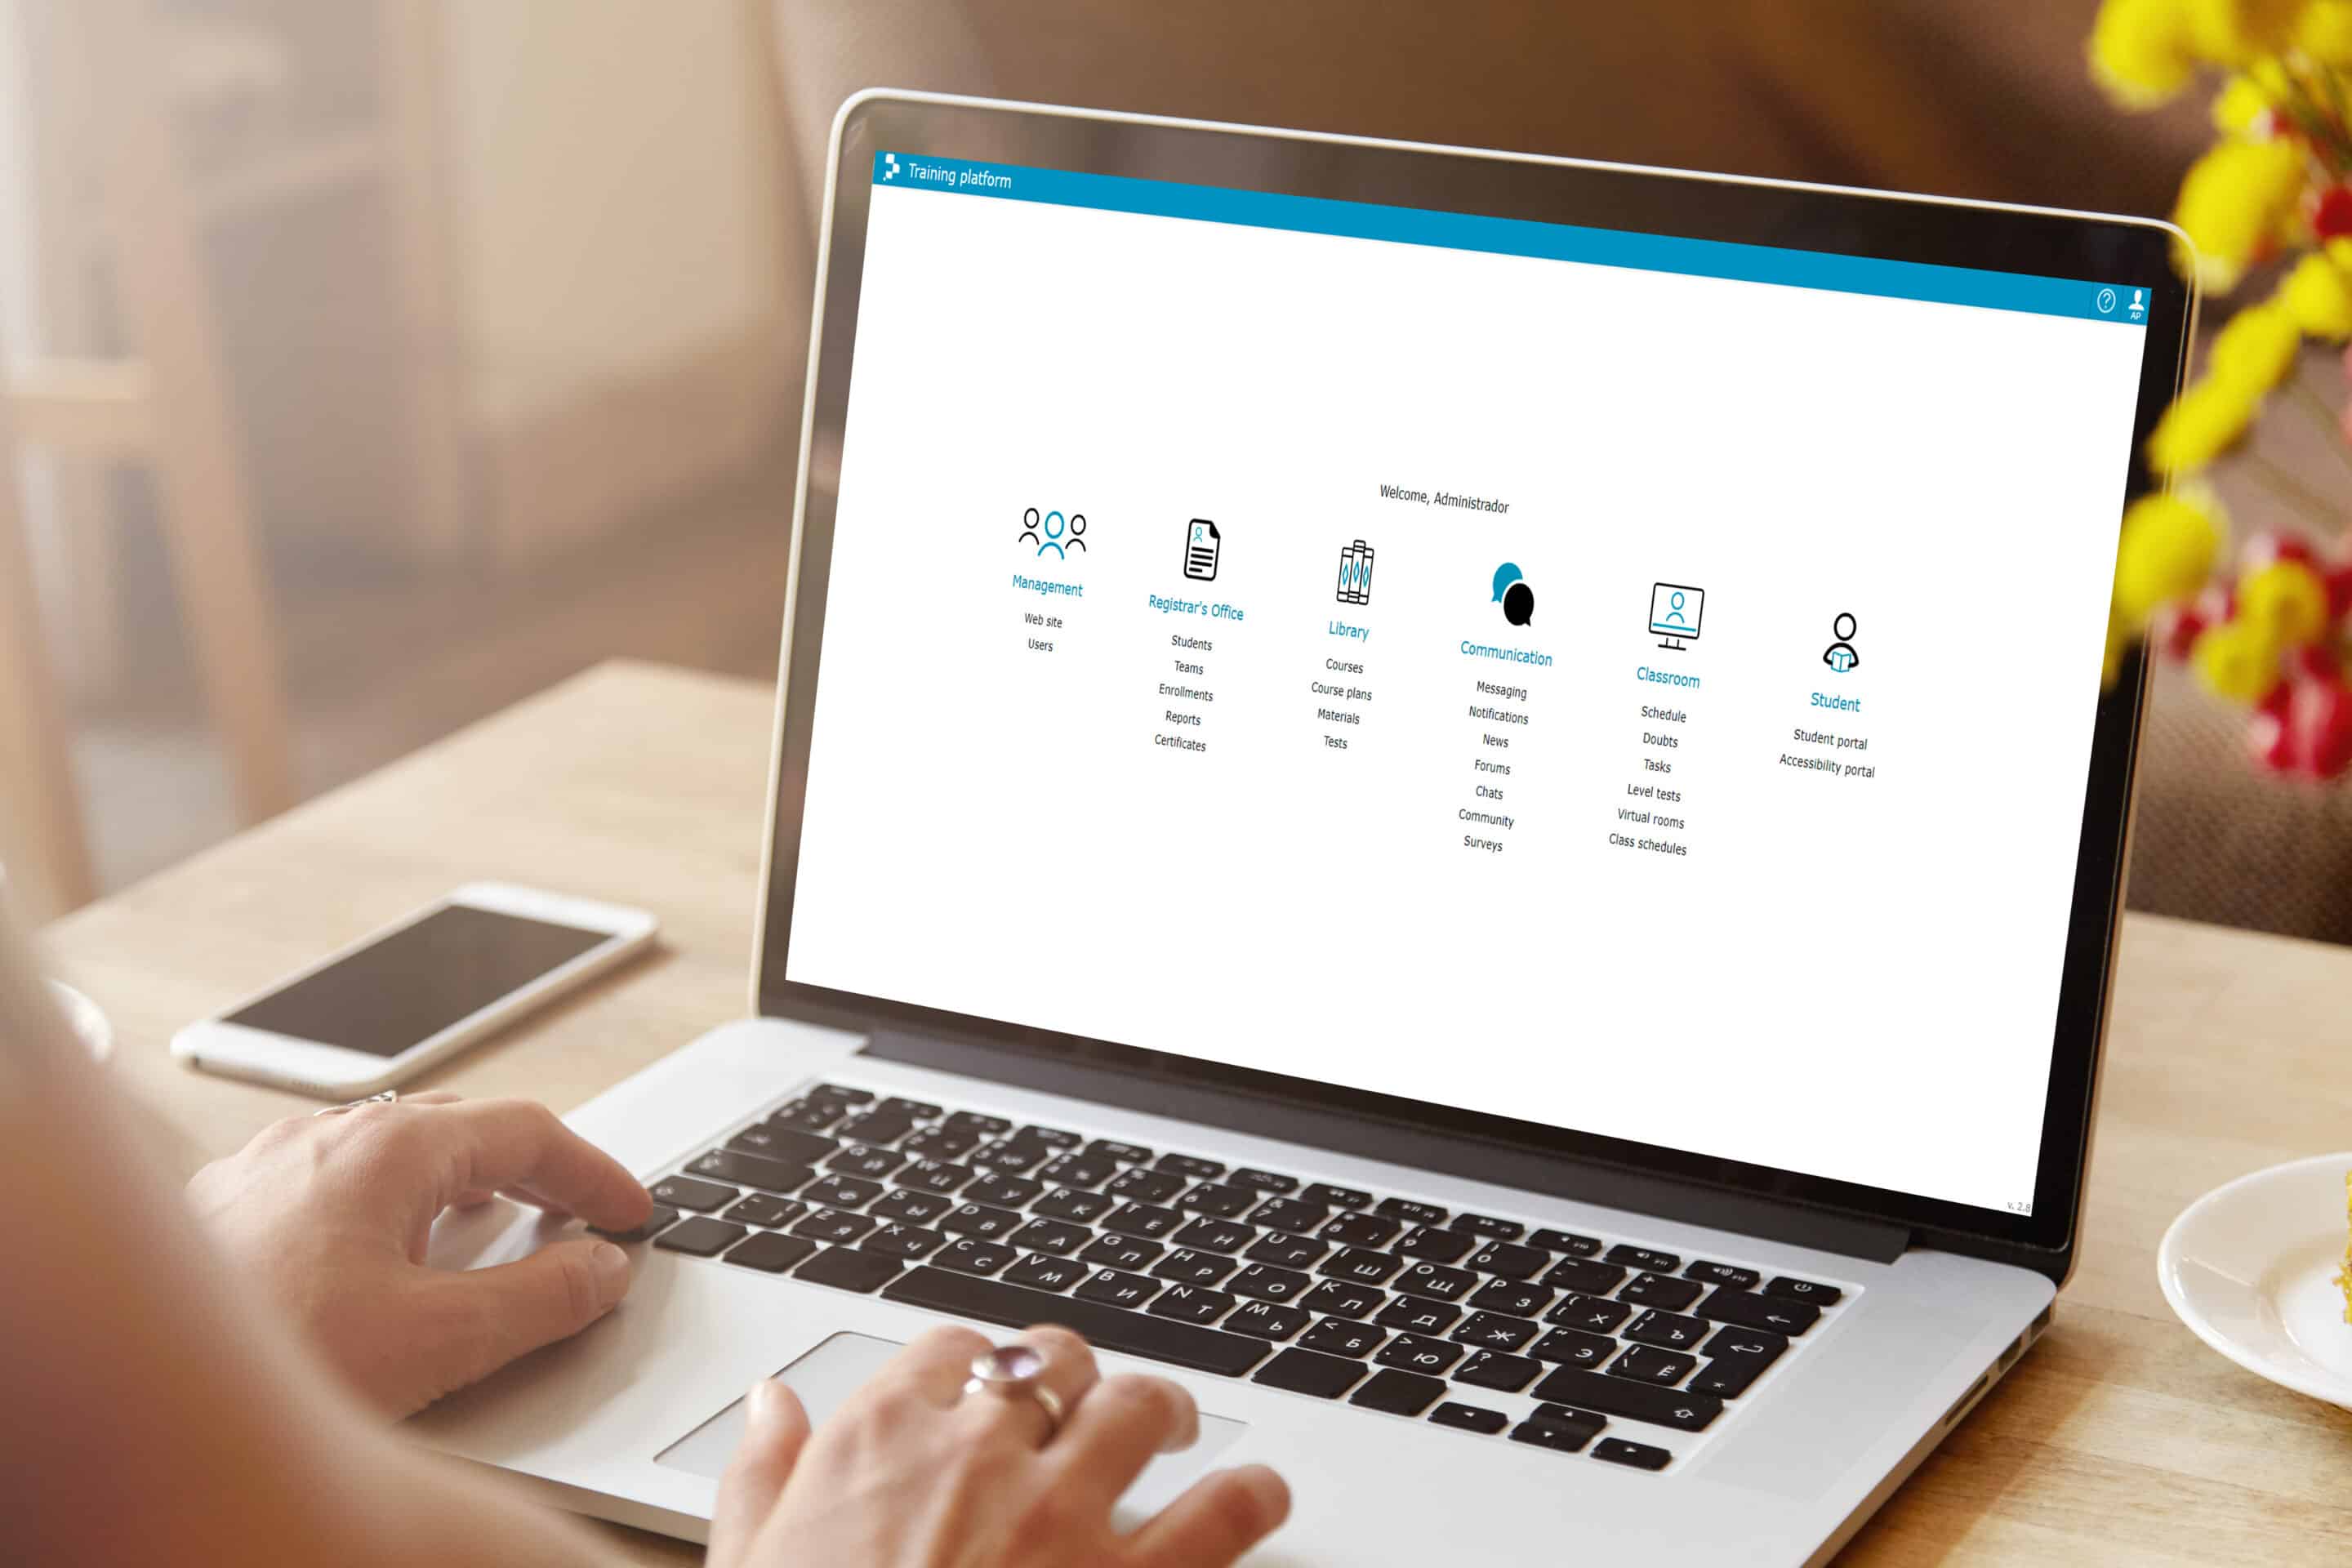 Training platform
AP
Welcome, Administrador
Management
Web site
Users
Registrar's Office
Students
Teams
Enrollments
Reports
Certificates
Library
Courses
Course plans
Materials
Tests
Communication
Messaging
Notifications
News
Forums
Chats
Community
Surveys
Classroom
Schedule
Doubts
Tasks
Level tests
Virtual rooms
Class schedules
Student
Student portal
Accessibility portal
v. 2.8